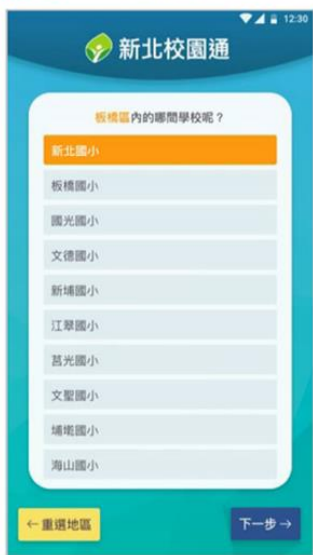 12:30
新北校園通
板橋區內的哪間學校呢？
新北國小
板橋國小
國光國小
文德國小
新埔國小
江翠國小
莒光國小
文聖國小
埔墘國小
海山國小
←重選地區
下一步→